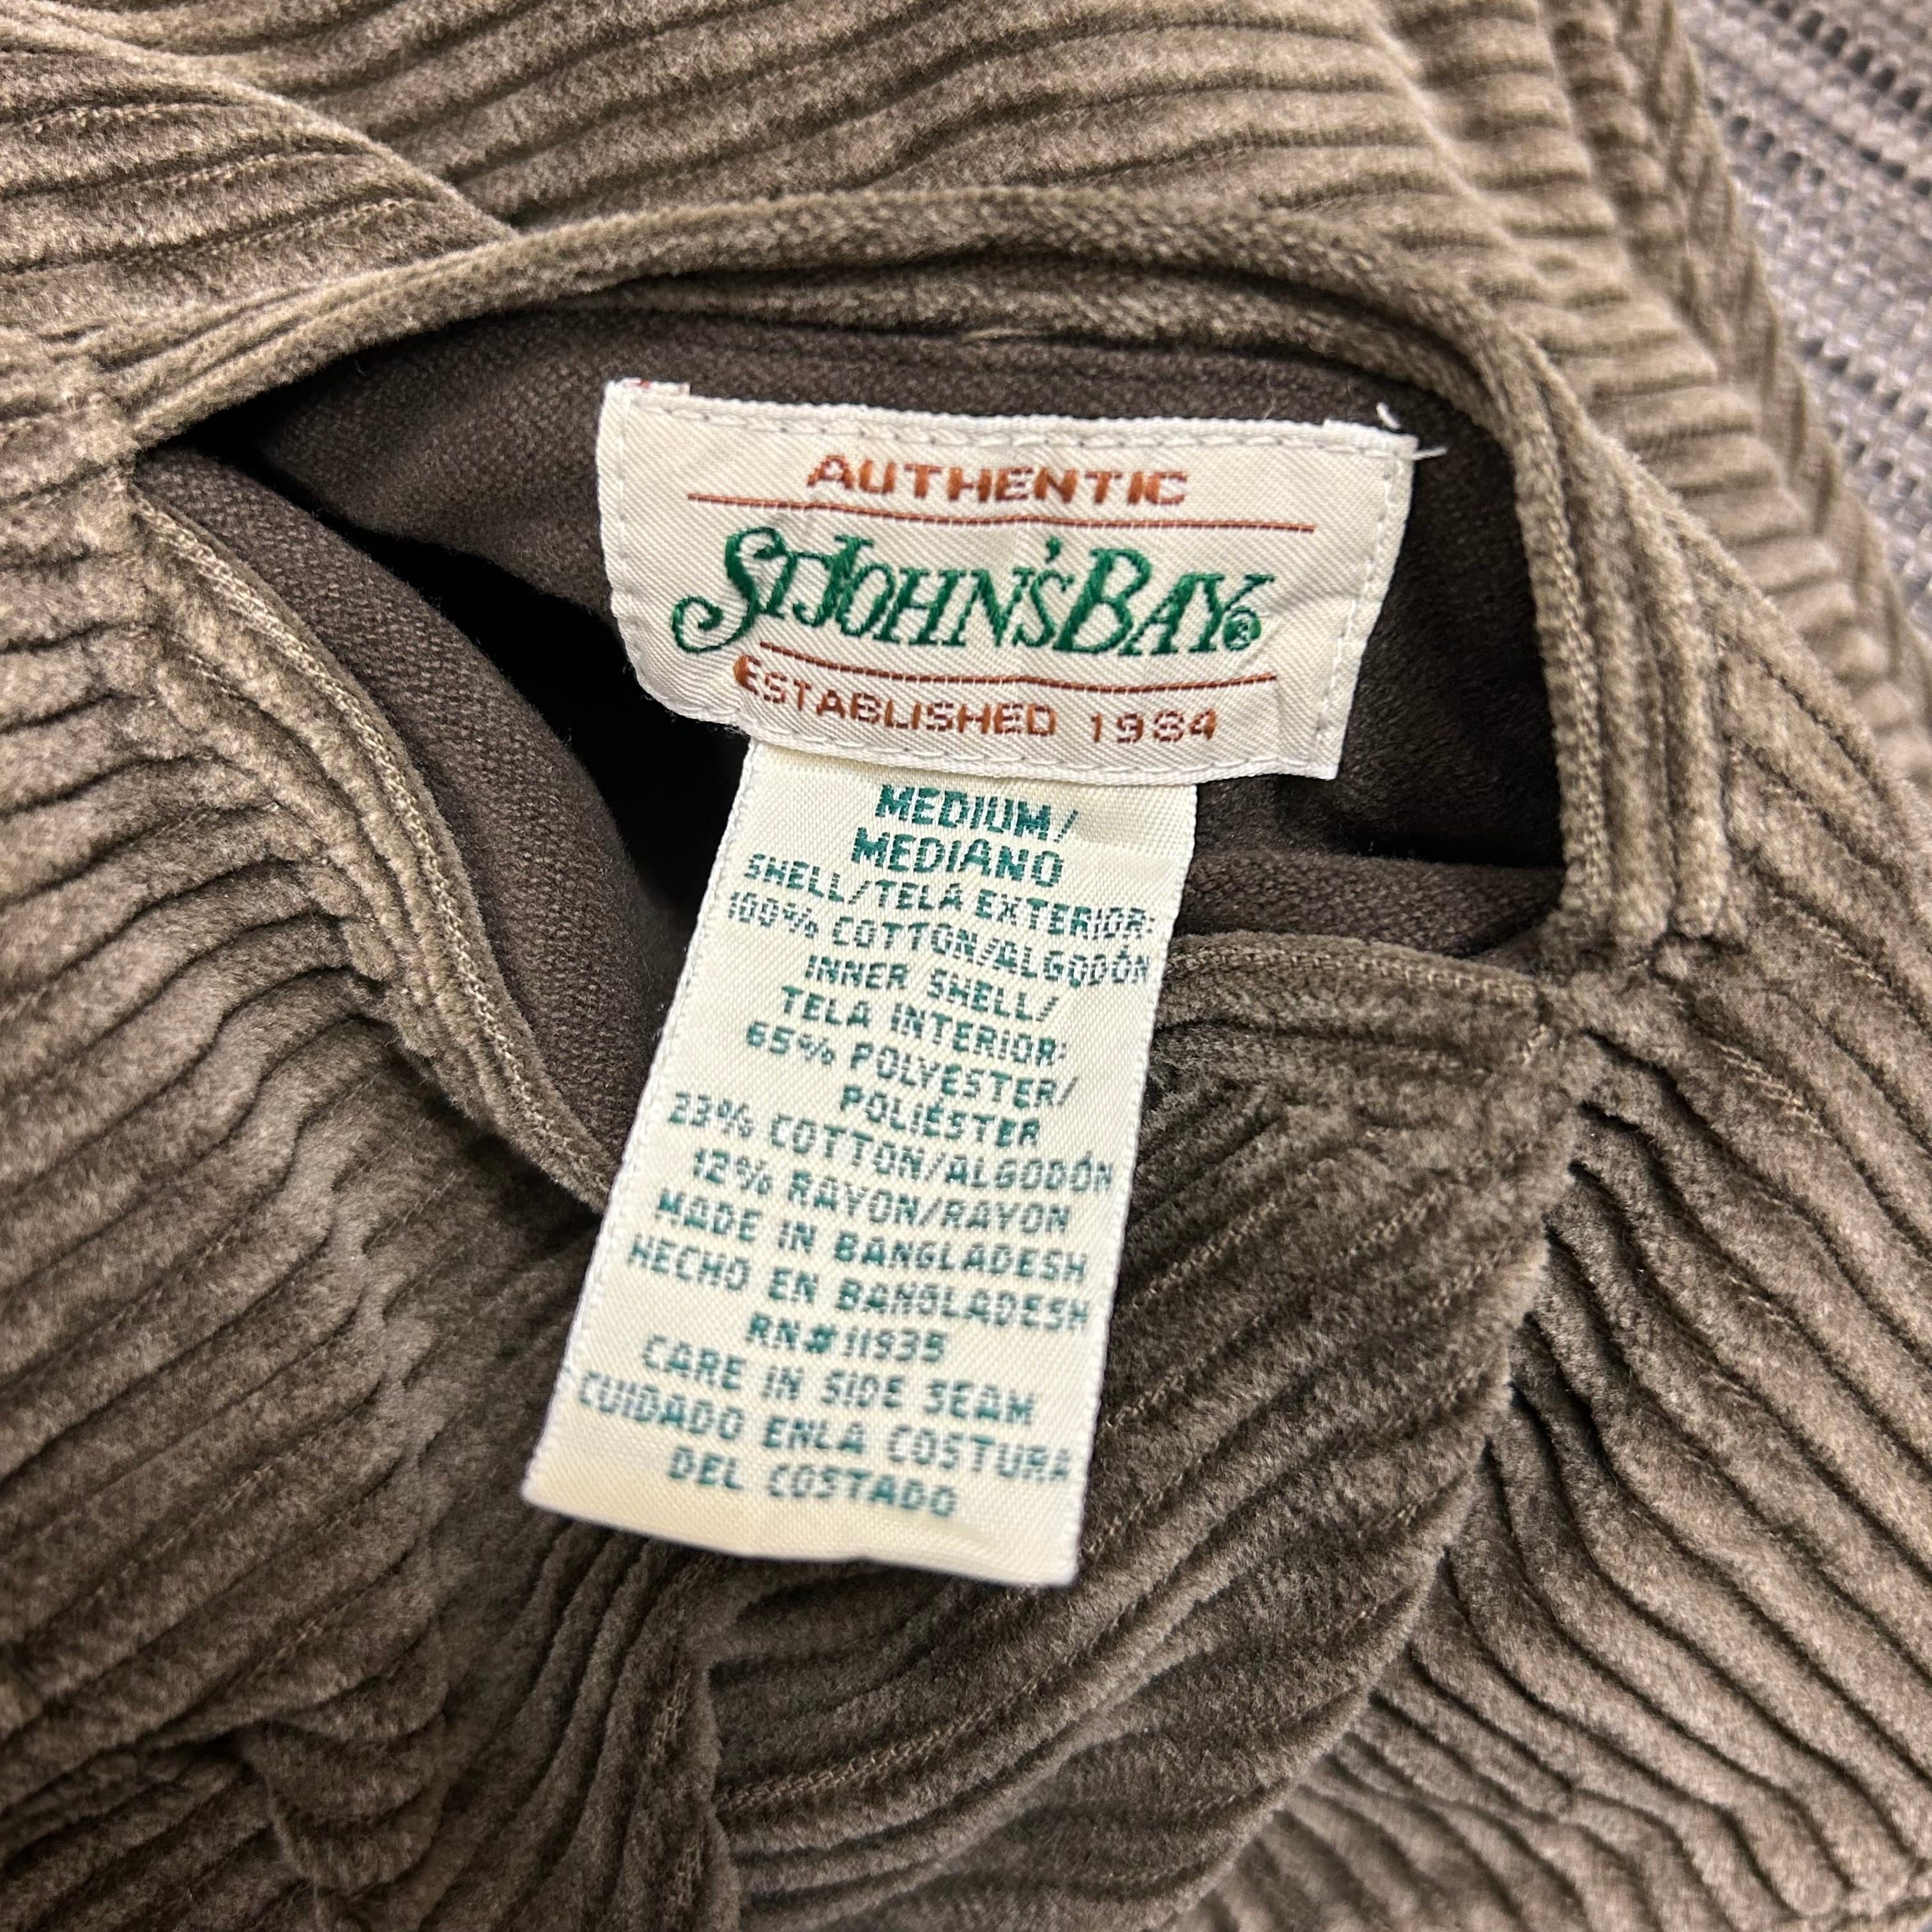 AUTHENTIC
ST JOHN'S BAY®
ESTABLISHED 1984
MEDIUM/
MEDIANO
SHELL/TELA EXTERIOR:
100% COTTON/ALGODÓN
INNER SHELL/
TELA INTERIOR:
65% POLYESTER/
POLIÉSTER
23% COTTON/ALGODÓN
12% RAYON/RAYON
MADE IN BANGLADESH
HECHO EN BANGLADESH
RN#11935
CARE IN SIDE SEAM
CUIDADO ENLA COSTURA
DEL COSTADO